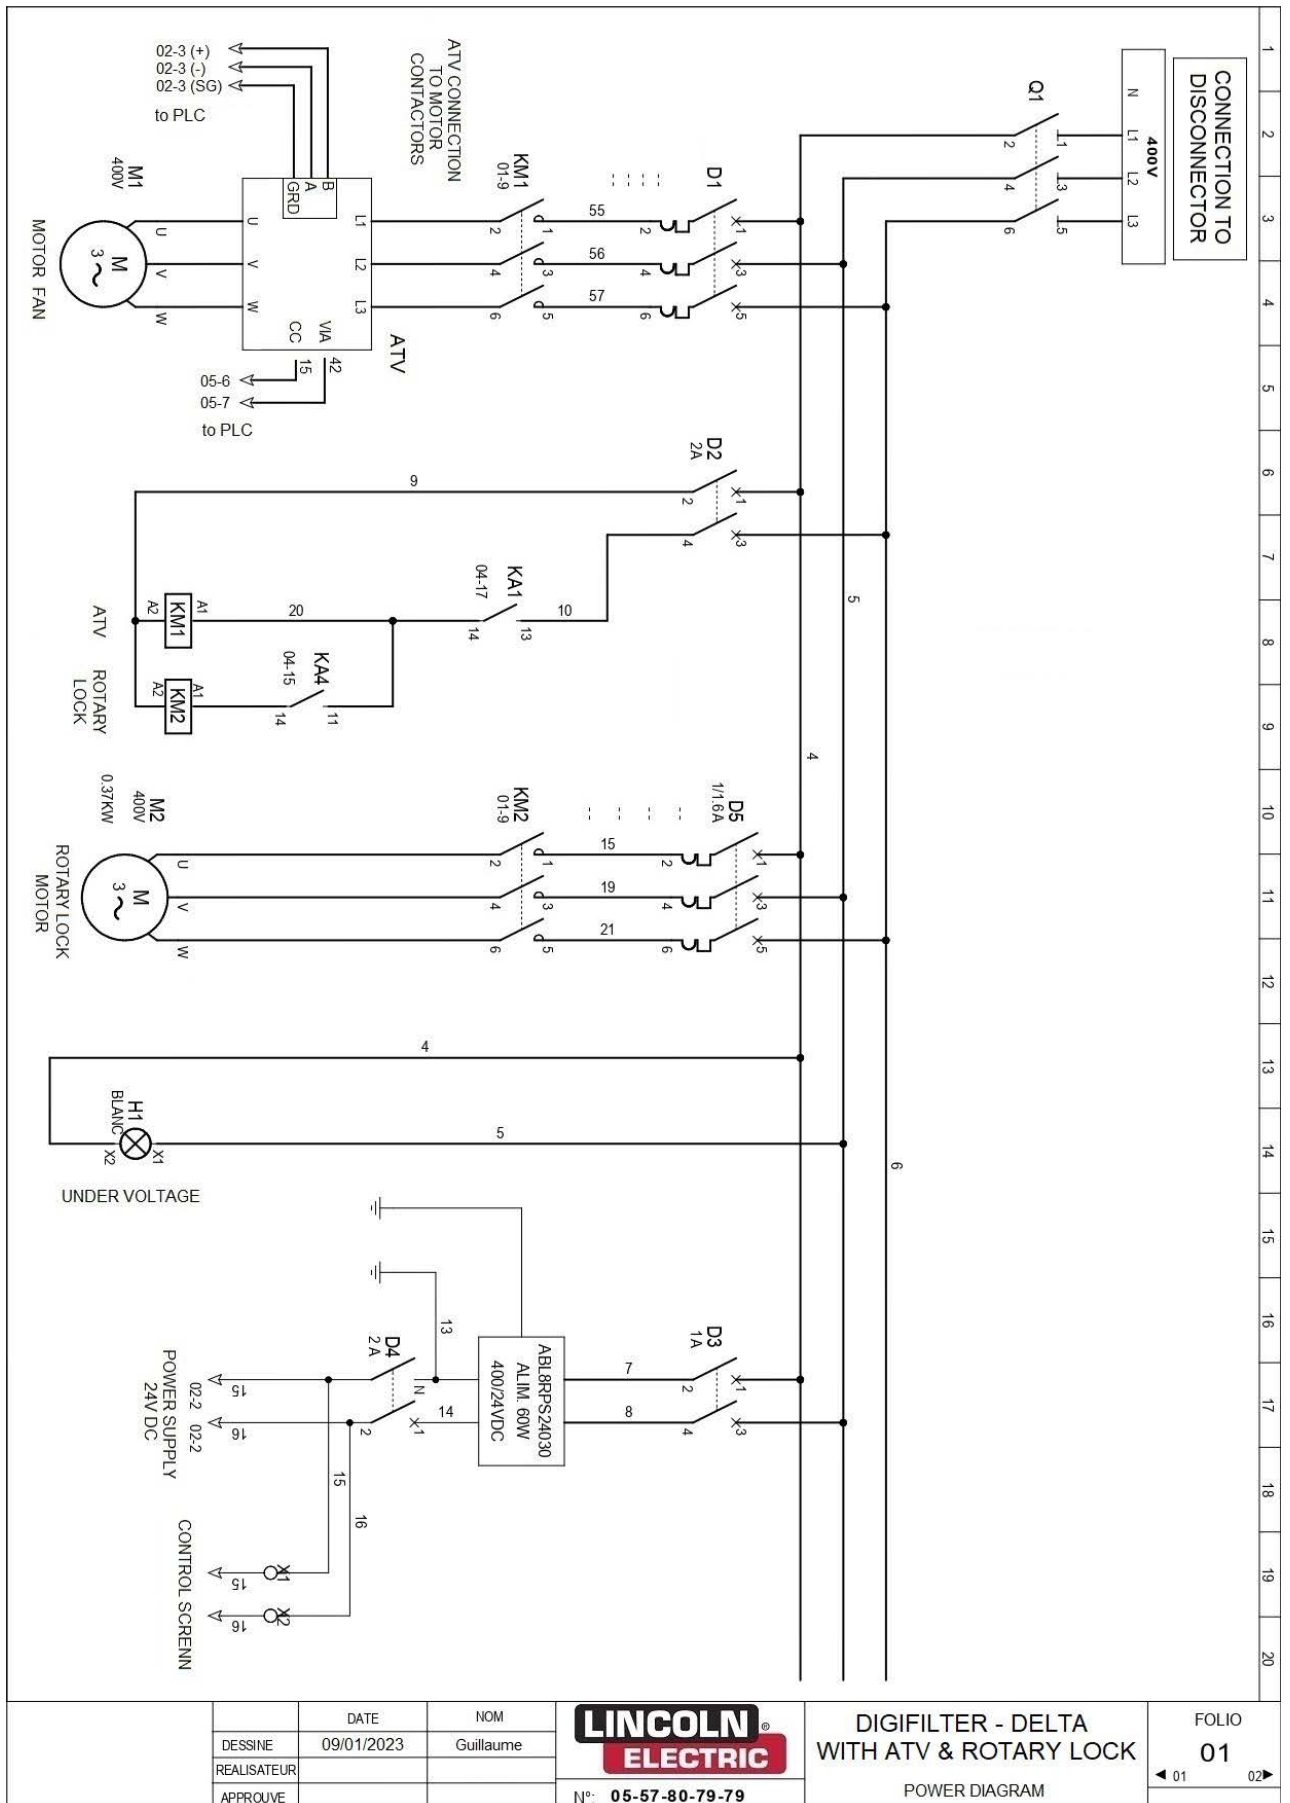 1
2
3
4
5
6
7
8
9
10
11
12
13
14
15
16
17
18
19
20
CONNECTION TO
DISCONNECTOR
400V
N
L1
L2
L3
Q1
1
2
3
4
5
6
4
5
6
ATV CONNECTION
TO MOTOR
CONTACTORS
02-3 (+)
02-3 (-)
02-3 (SG)
to PLC
M1
400V
M
3
U
V
W
MOTOR FAN
B
A
GRD
U
V
W
L1
L2
L3
CC
VIA
15
42
ATV
05-6
05-7
to PLC
KM1
01-9
2
1
4
3
6
5
55
56
57
D1
2
1
4
3
6
5
D2
2A
2
1
4
3
9
10
KA1
04-17
14
13
20
KM1
A2
A1
ATV
KA4
04-15
14
11
KM2
A2
A1
ROTARY
LOCK
M2
400V
0.37KW
M
3
U
V
W
ROTARY LOCK
MOTOR
KM2
01-9
2
1
4
3
6
5
15
19
21
D5
1/1.6A
2
1
4
3
6
5
4
5
H1
BLANC
X2
X1
UNDER VOLTAGE
D3
1A
2
1
4
3
7
8
ABL8RPS24030
ALIM. 60W
400/24VDC
13
14
D4
2 A
N
1
2
15
16
02-2
02-2
POWER SUPPLY
24V DC
15
16
X1
X2
15
16
CONTROL SCRENN
DATE
NOM
DESSINE
09/01/2023
Guillaume
REALISATEUR
APPROUVE
LINCOLN ®
ELECTRIC
N°: 05-57-80-79-79
DIGIFILTER - DELTA
WITH ATV & ROTARY LOCK
POWER DIAGRAM
FOLIO
01
◄ 01
02►